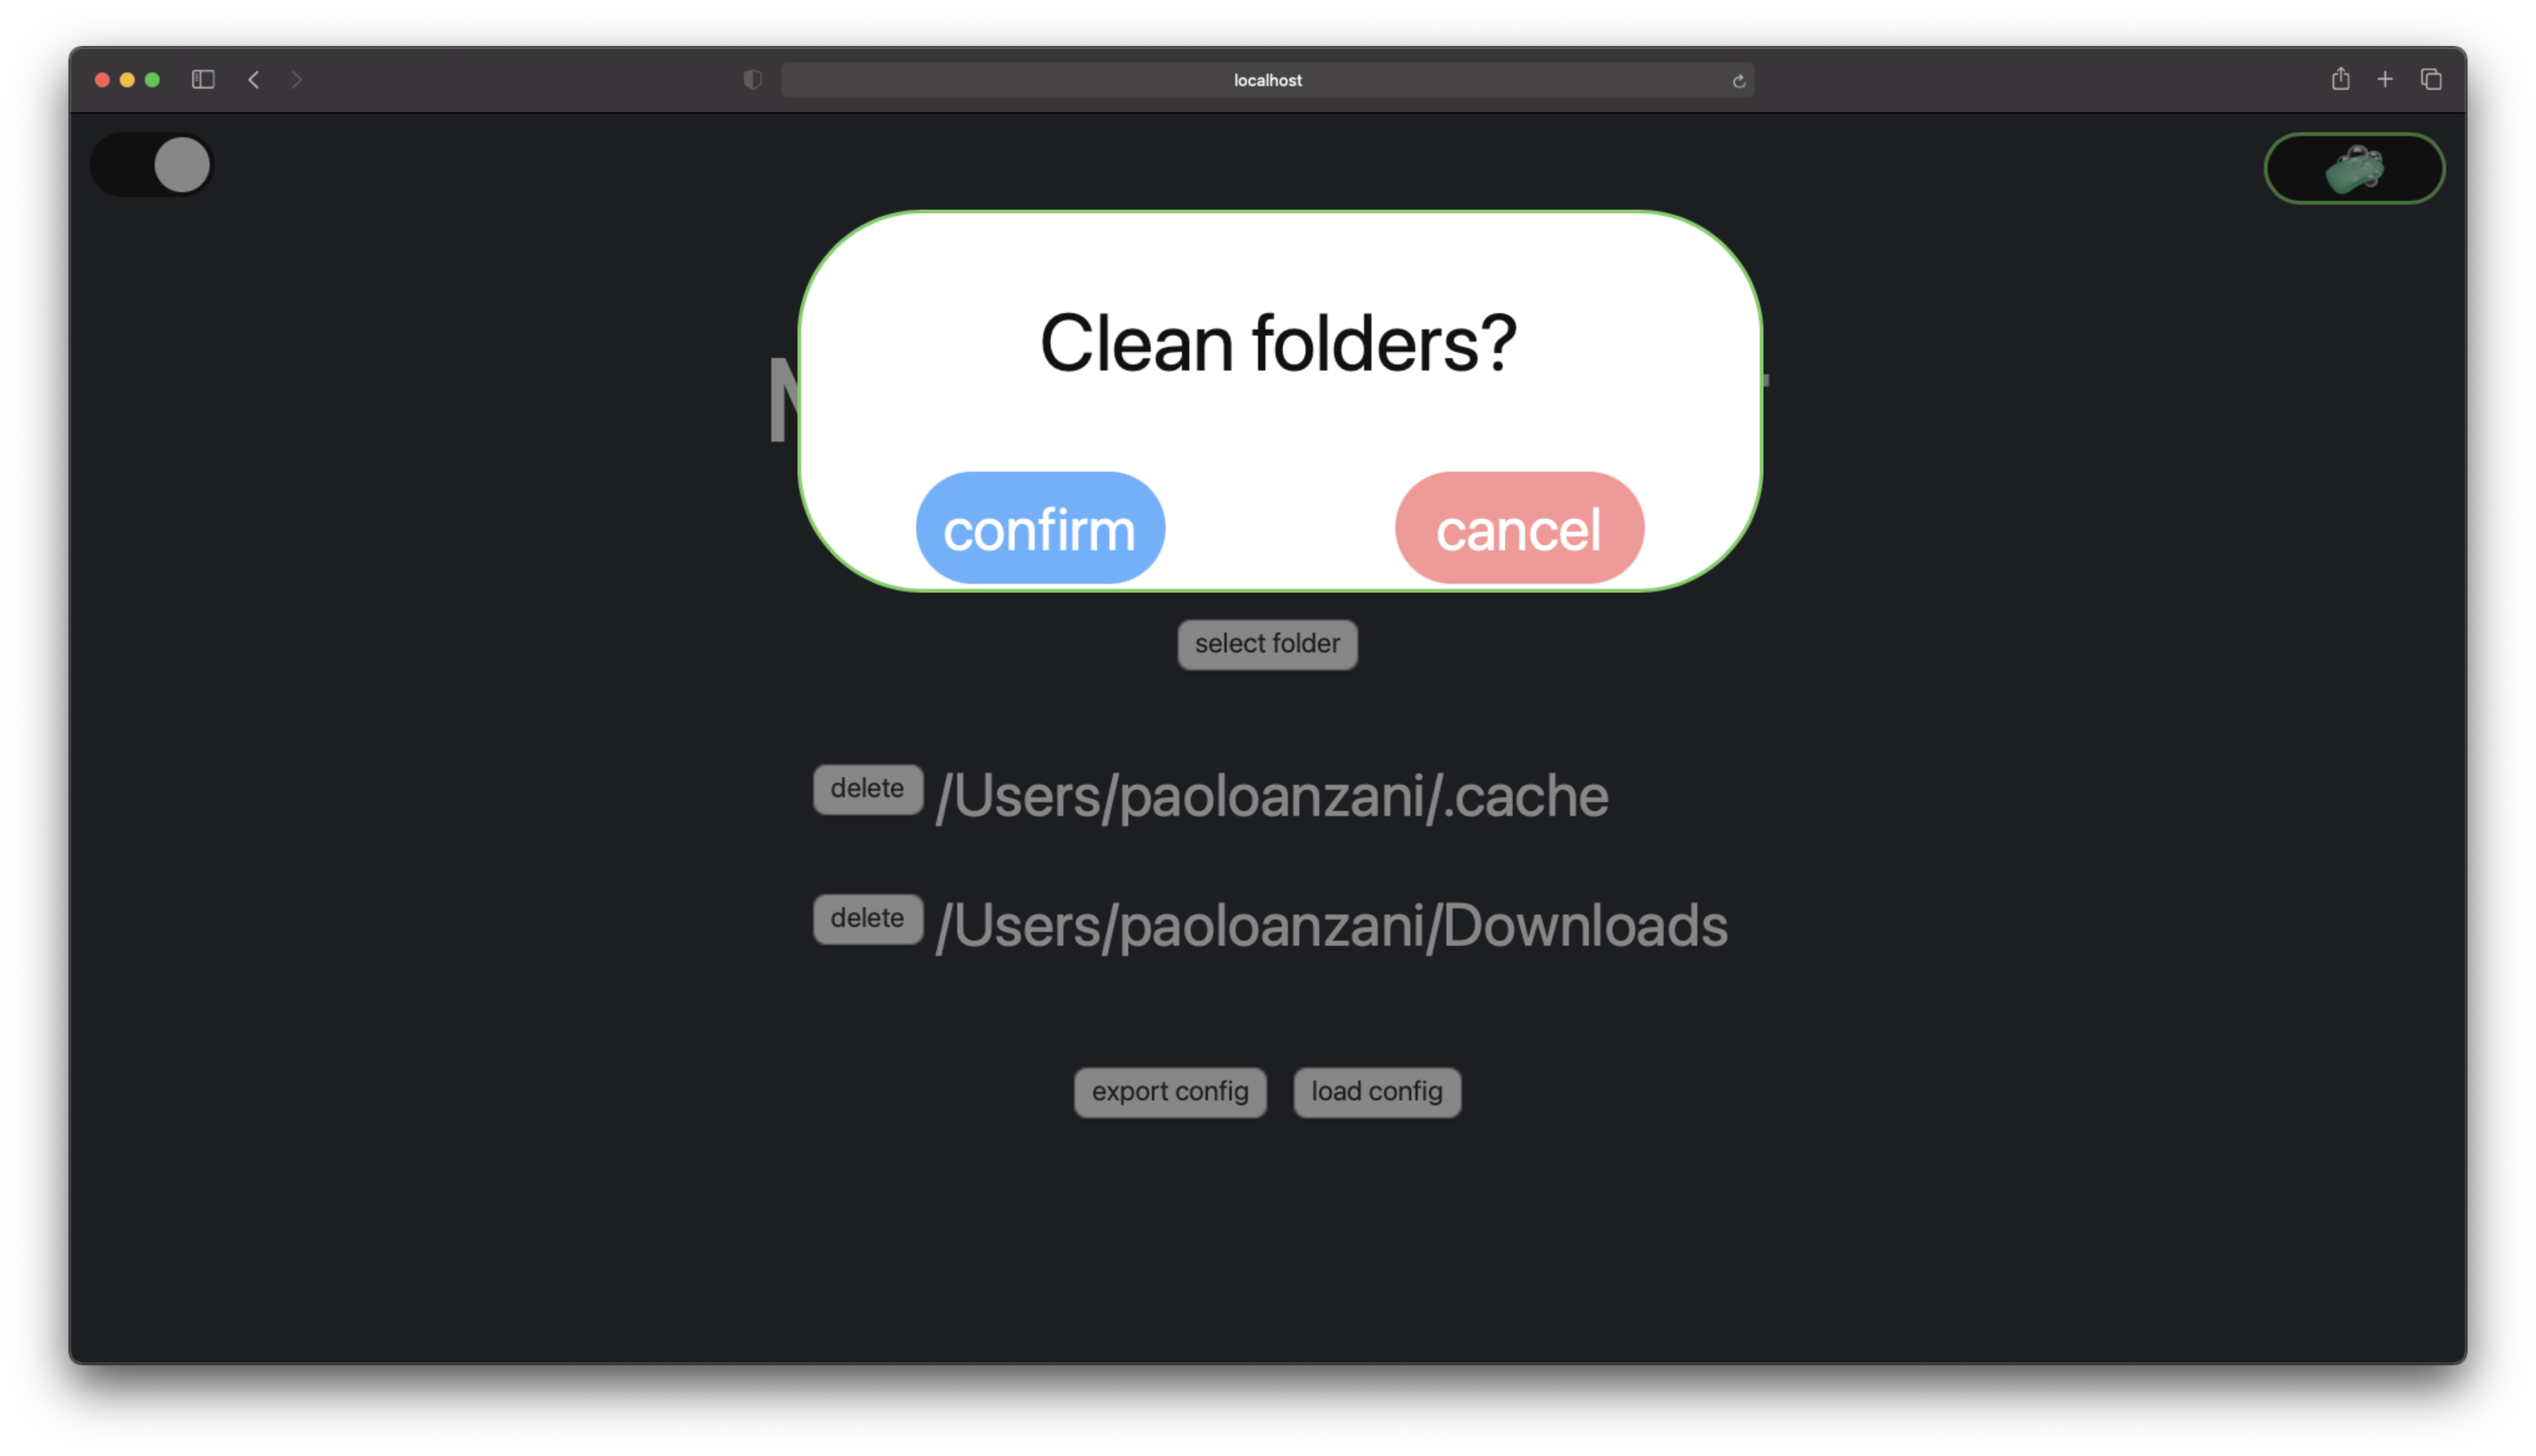 localhost
Clean folders?
confirm cancel
select folder
delete /Users/paoloanzani/.cache
delete /Users/paoloanzani/Downloads
export config load config